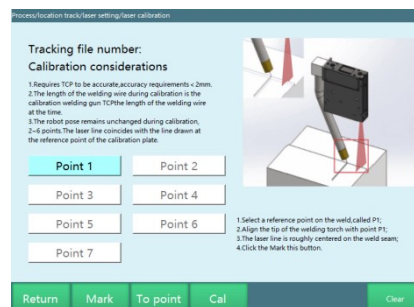 Process/location track/laser setting/laser calibration
Tracking file number:
Calibration considerations
1.Requires TCP to be accurate,accuracy requirements < 2mm.
2.The length of the welding wire during calibration is the
calibration welding gun TCPthe length of the welding wire
at the time.
3.The robot pose remains unchanged during calibration,
2~6 points.The laser line coincides with the line drawn at
the reference point of the calibration plate.
Point 1
Point 2
Point 3
Point 4
Point 5
Point 6
Point 7
1.Select a reference point on the weld,called P1;
2.Align the tip of the welding torch with point P1;
3.The laser line is roughly centered on the weld seam;
4.Click the Mark this button.
Return
Mark
To point
Cal
Clear